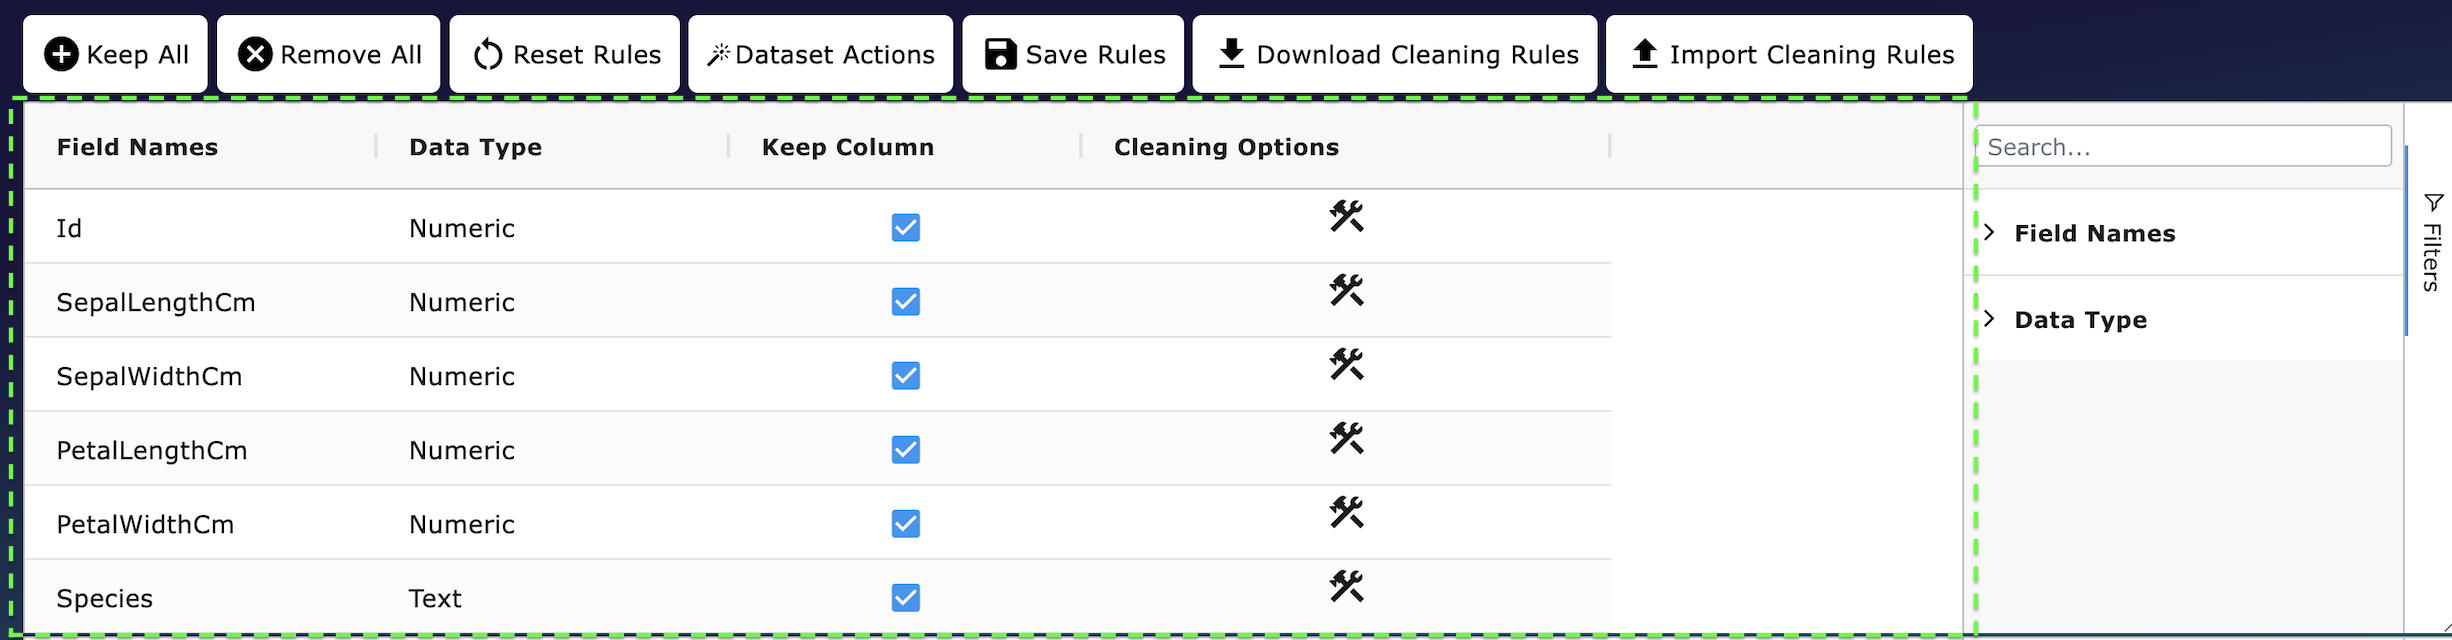 Keep All Remove All Reset Rules Dataset Actions Save Rules Download Cleaning Rules Import Cleaning Rules
Field Names Data Type Keep Column Cleaning Options Search...
Id Numeric
SepalLengthCm Numeric
SepalWidthCm Numeric
PetalLengthCm Numeric
PetalWidthCm Numeric
Species Text
Field Names
Data Type
Filters